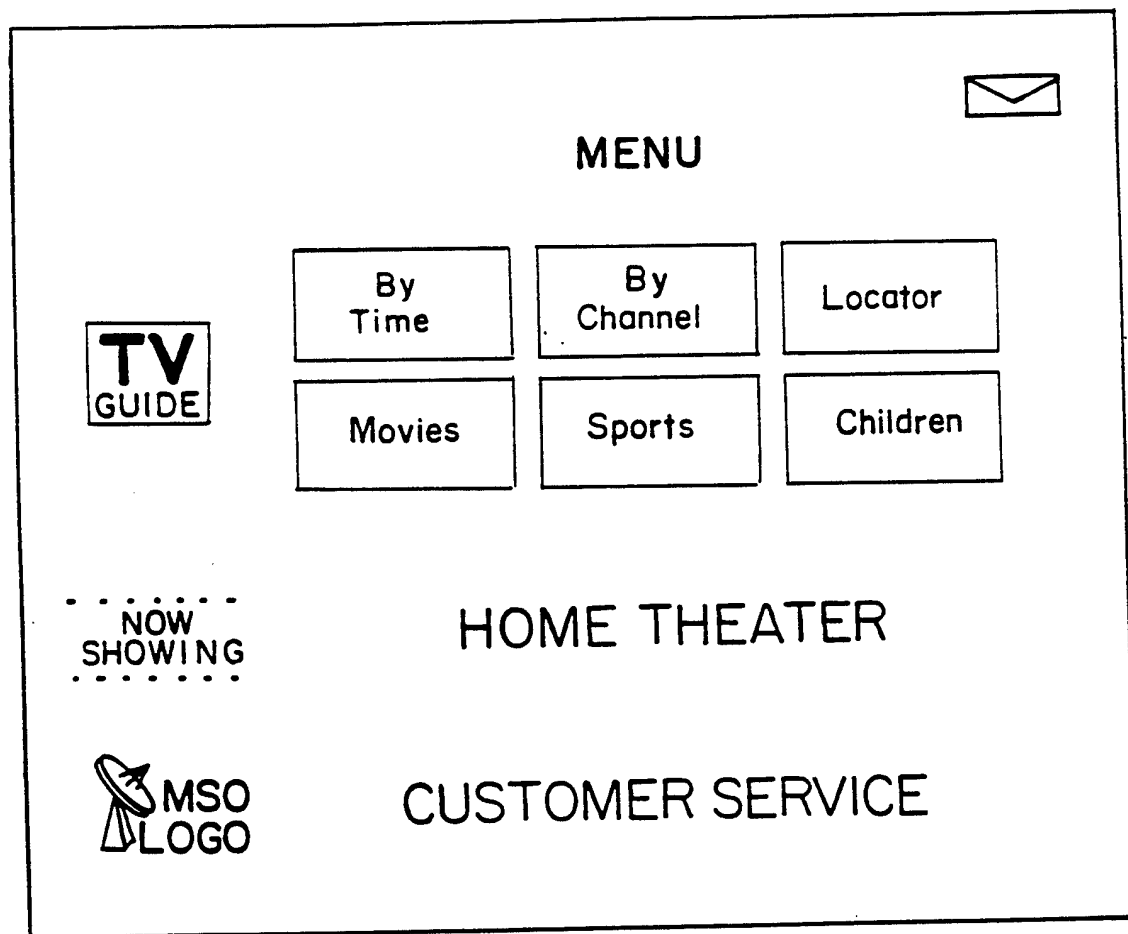 MENU
By
Time
By
Channel
Locator
TV
GUIDE
Movies
Sports
Children
NOW
SHOWING
HOME THEATER
MSO
LOGO
CUSTOMER SERVICE